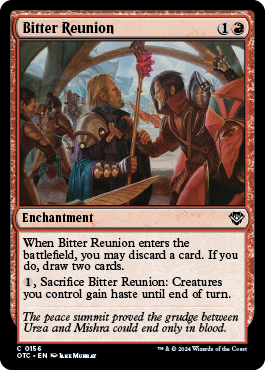 Bitter Reunion 1
Enchantment
When Bitter Reunion enters the
battlefield, you may discard a card. If you
do, draw two cards.
1, Sacrifice Bitter Reunion: Creatures
you control gain haste until end of turn.
The peace summit proved the grudge between
Urza and Mishra could end only in blood.
C 0156
OTC • EN Jake Murray
™ & © 2024 Wizards of the Coast